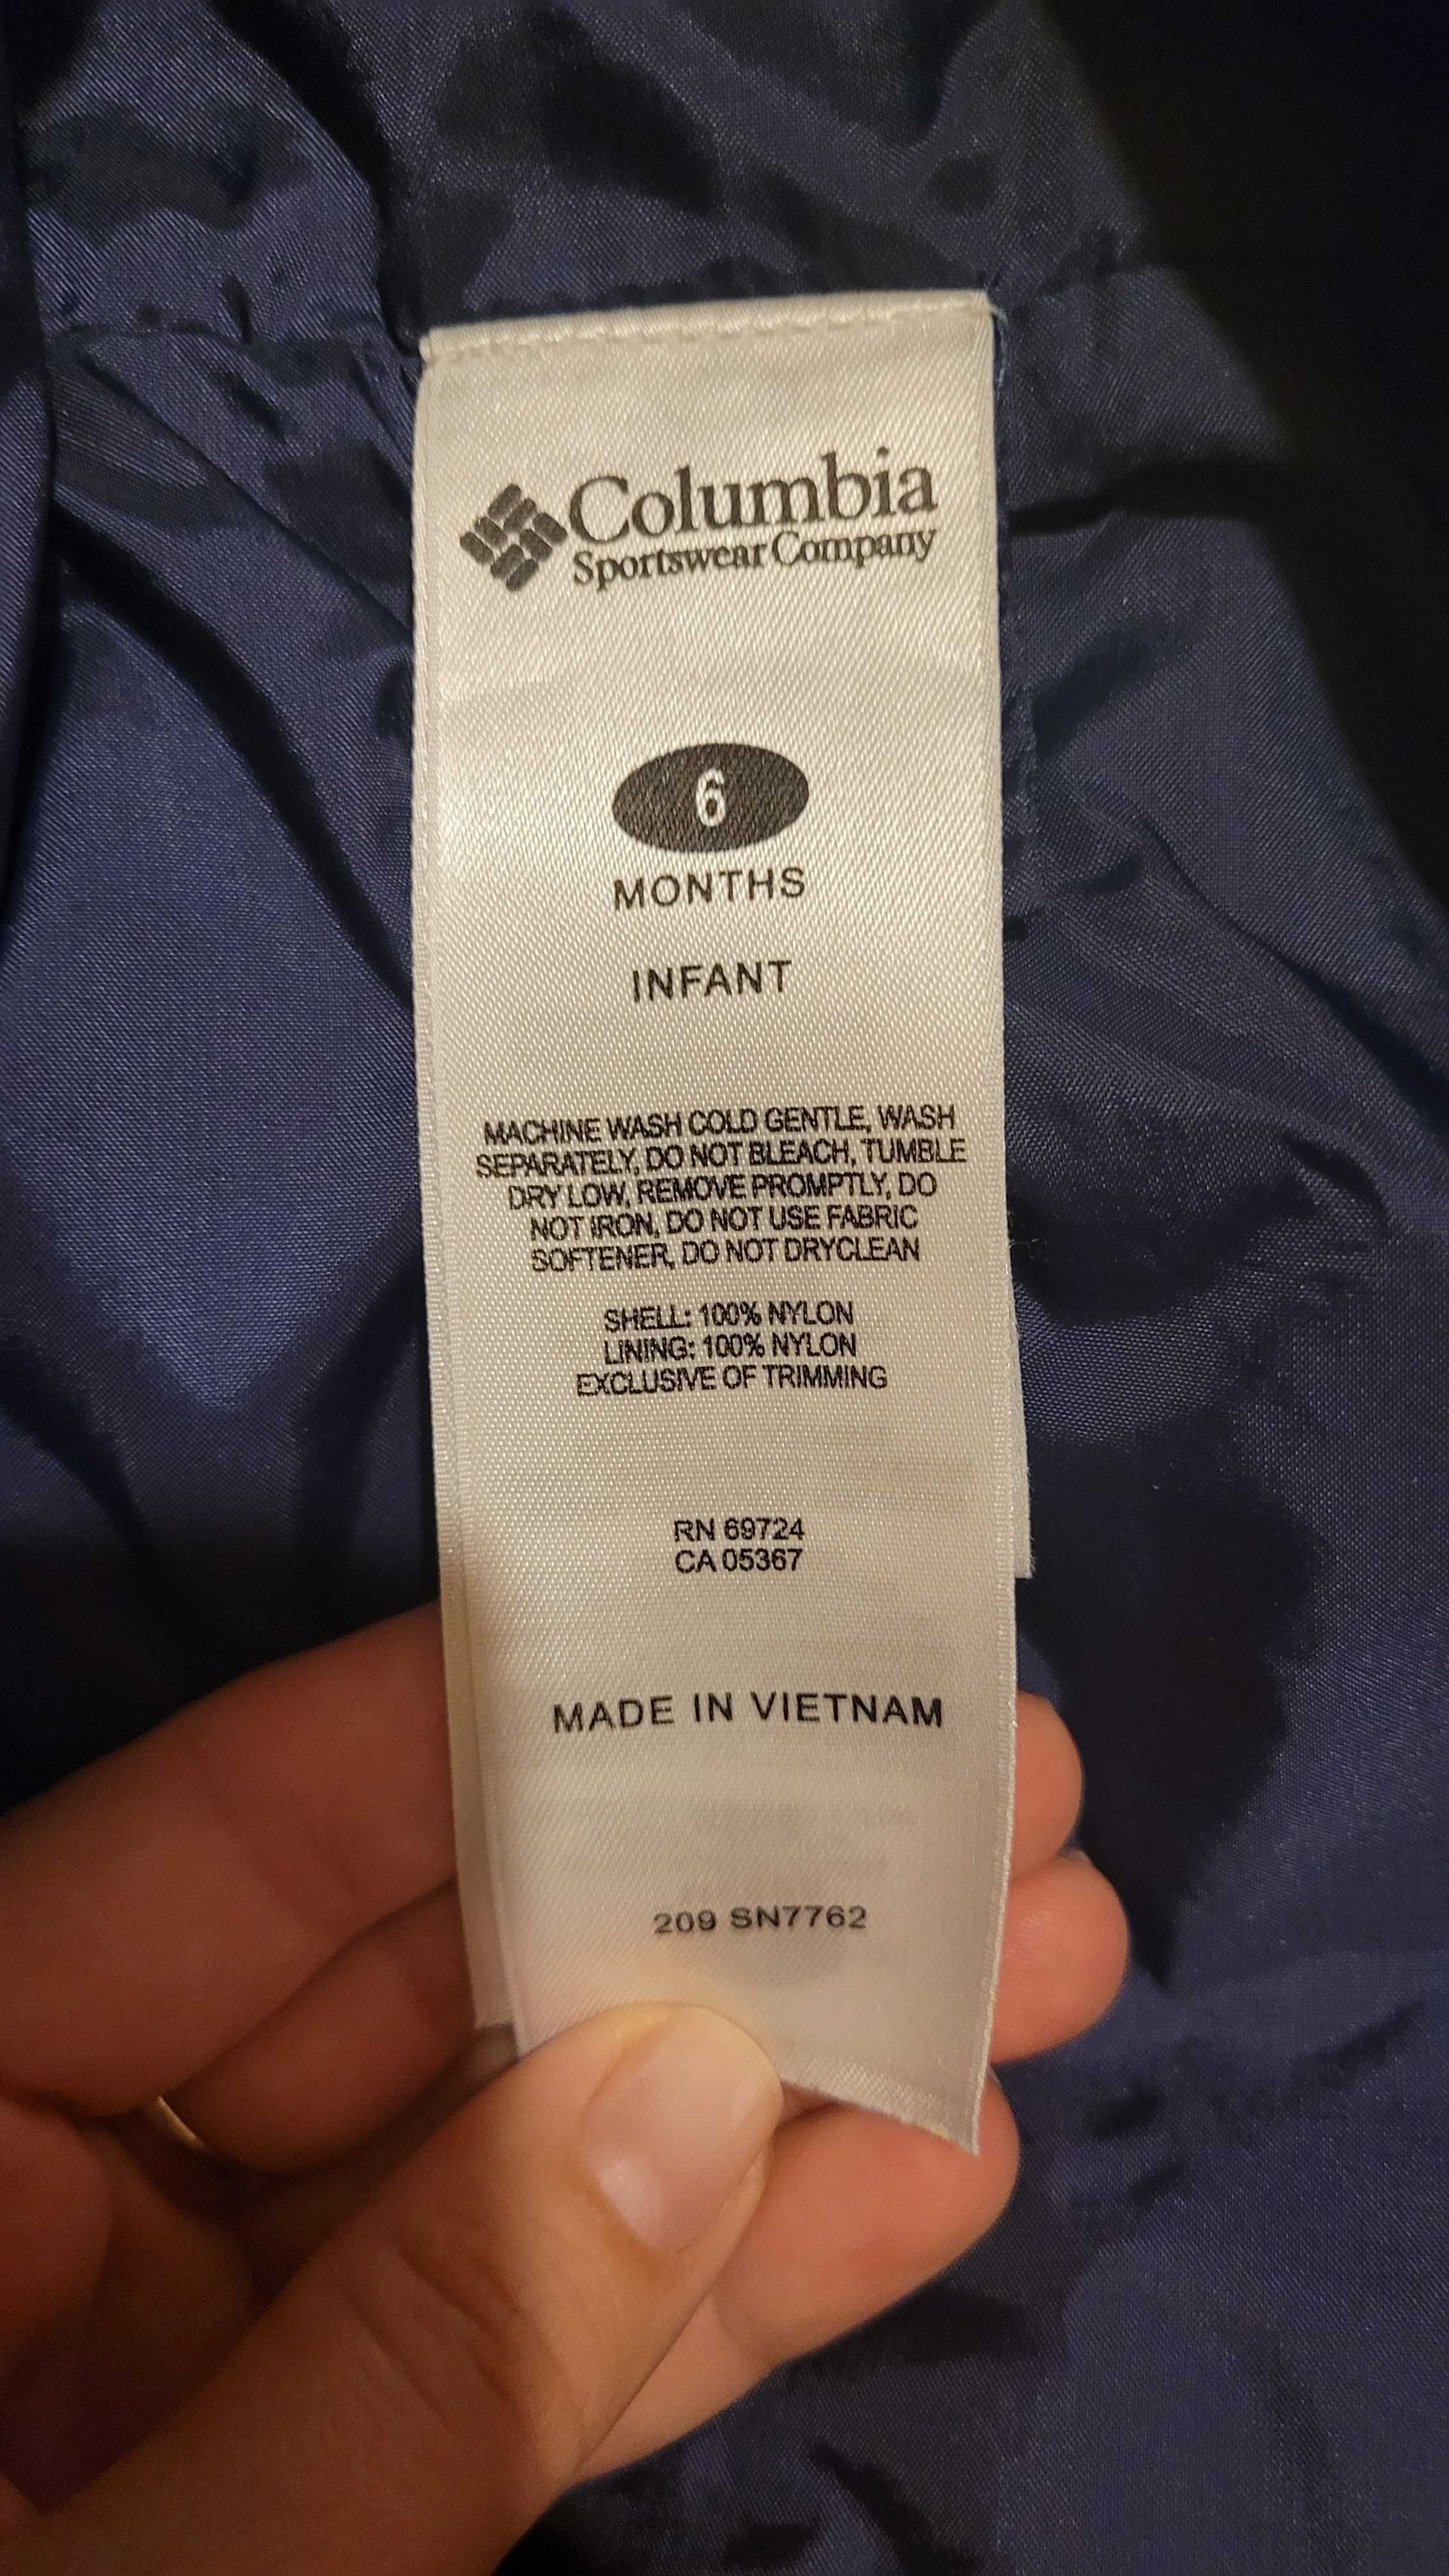 Columbia
Sportswear Company
6
MONTHS
INFANT
MACHINE WASH COLD GENTLE, WASH
SEPARATELY, DO NOT BLEACH, TUMBLE
DRY LOW, REMOVE PROMPTLY, DO
NOT IRON, DO NOT USE FABRIC
SOFTENER, DO NOT DRYCLEAN
SHELL: 100% NYLON
LINING: 100% NYLON
EXCLUSIVE OF TRIMMING
RN 69724
CA 05367
MADE IN VIETNAM
209 SN7762